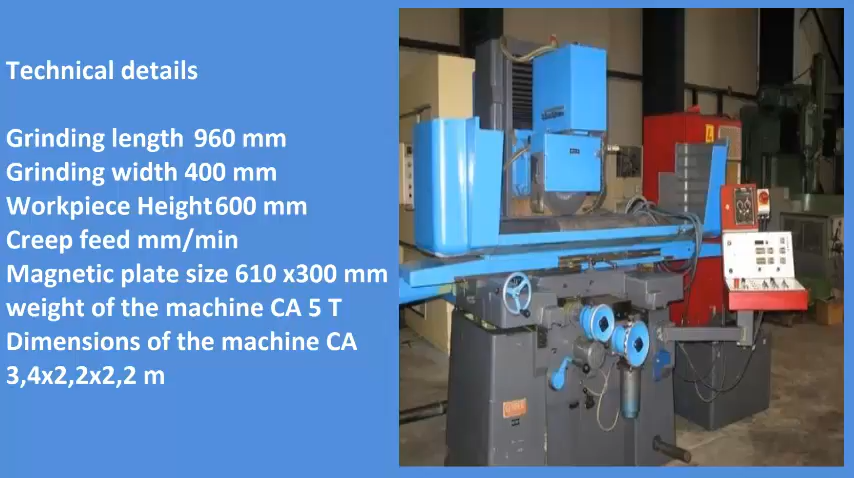 Technical details
Grinding length 960 mm
Grinding width 400 mm
Workpiece Height600 mm
Creep feed mm/min
Magnetic plate size 610 x300 mm
weight of the machine CA 5 T
Dimensions of the machine CA
3,4x2,2x2,2 m